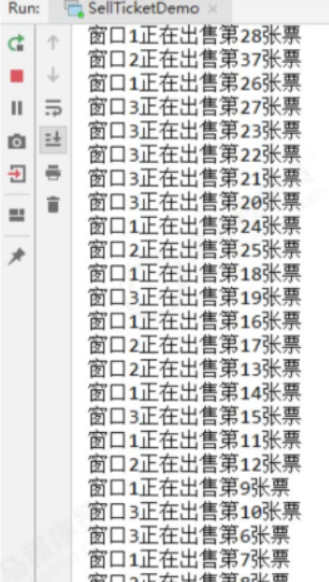 Run: SellTicketDemo ×
窗口1正在出售第28张票
窗口2正在出售第37张票
窗口1正在出售第26张票
窗口3正在出售第27张票
窗口3正在出售第23张票
窗口3正在出售第22张票
窗口3正在出售第21张票
窗口3正在出售第20张票
窗口1正在出售第24张票
窗口2正在出售第25张票
窗口1正在出售第18张票
窗口3正在出售第19张票
窗口1正在出售第16张票
窗口2正在出售第17张票
窗口2正在出售第13张票
窗口1正在出售第14张票
窗口3正在出售第15张票
窗口1正在出售第11张票
窗口2正在出售第12张票
窗口1正在出售第9张票
窗口3正在出售第10张票
窗口3正在出售第6张票
窗口1正在出售第7张票
窗口2正在出售第8张票